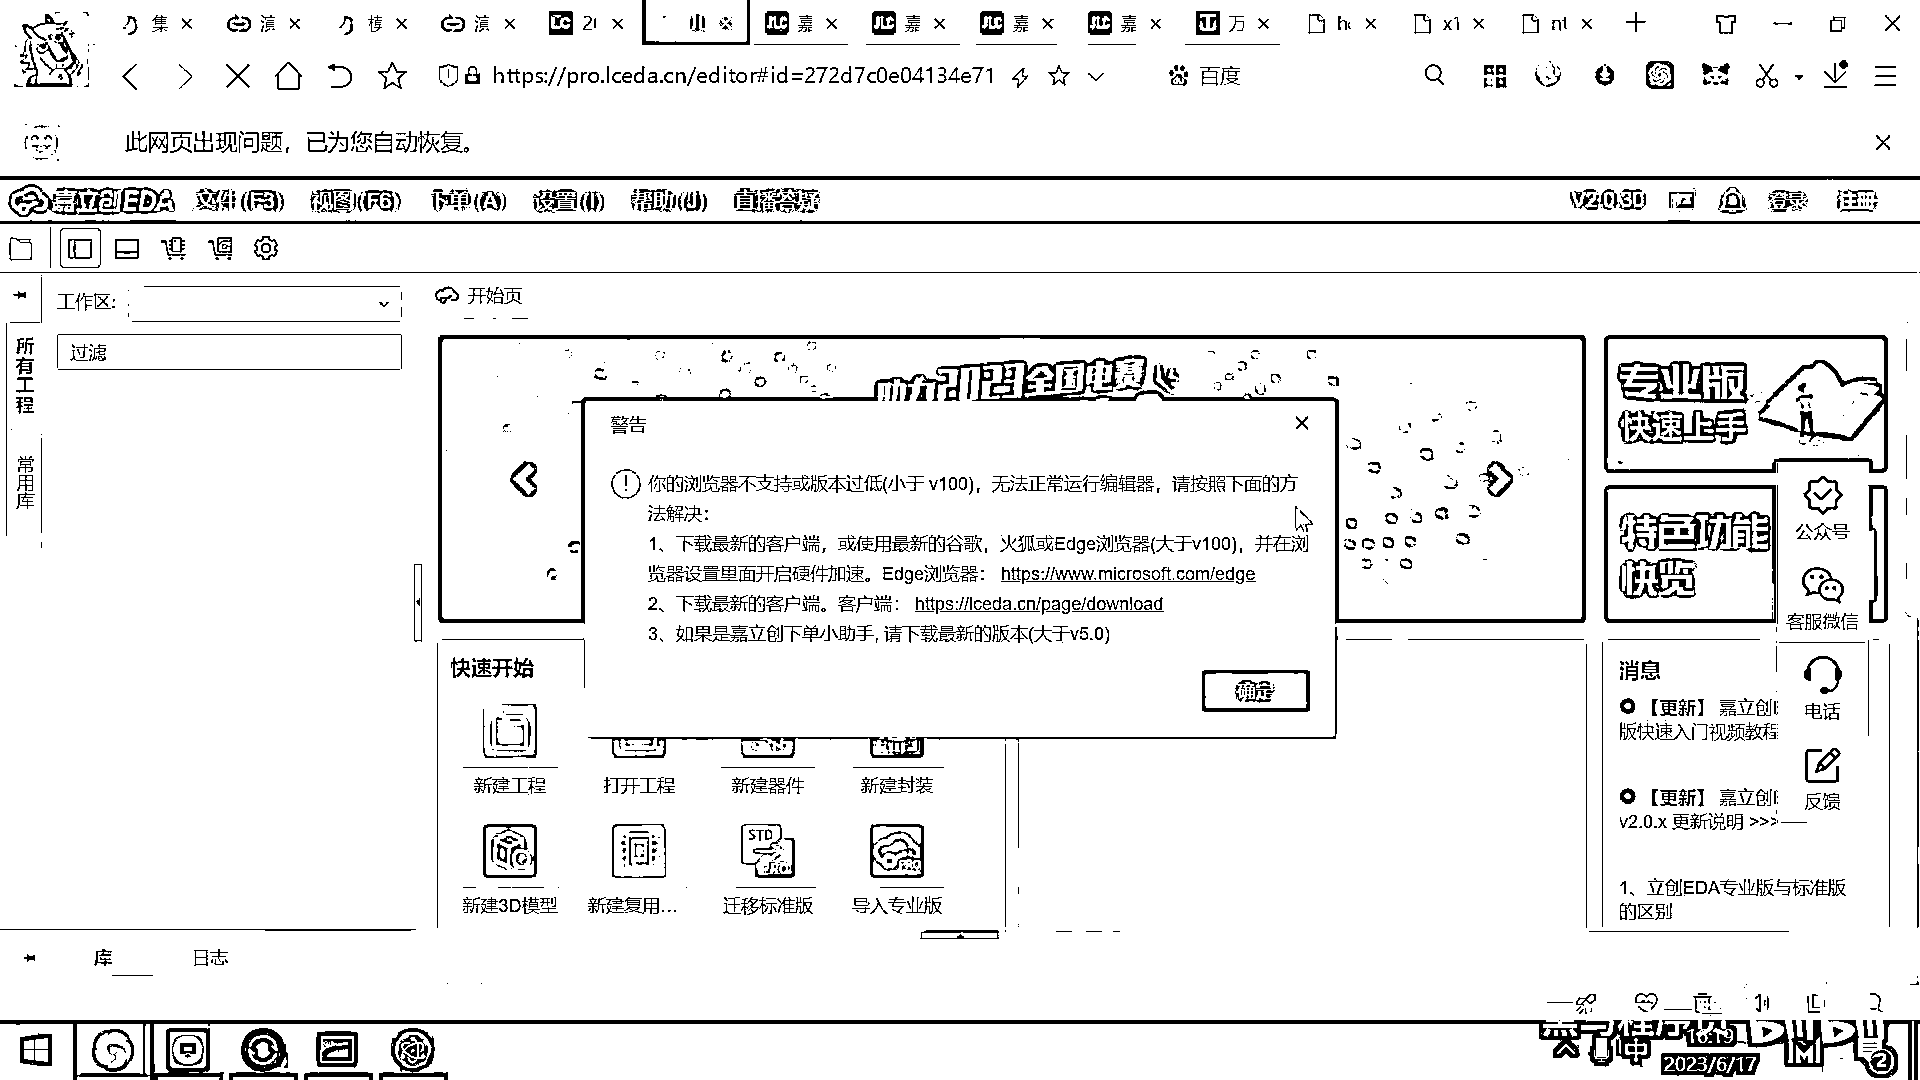 集
滇
棱
滇
嘉
嘉
嘉
嘉
万
x1
nt
https://pro.lceda.cn/editor#id=272d7c0e04134e71
百度
此网页出现问题，已为您自动恢复。
嘉立创EDA 文件(F3) 视图(F6) 下单(A) 设置(I) 帮助(J) 直播答疑
V2.0.30 登录 注册
工作区:
开始页
过滤
所有工程
常用库
助力2023全国电赛
警告
你的浏览器不支持或版本过低(小于 v100)，无法正常运行编辑器，请按照下面的方
法解决：
1、下载最新的客户端，或使用最新的谷歌，火狐或Edge浏览器(大于v100)，并在浏
览器设置里面开启硬件加速。Edge浏览器： https://www.microsoft.com/edge
2、下载最新的客户端。客户端： https://lceda.cn/page/download
3、如果是嘉立创下单小助手, 请下载最新的版本(大于v5.0)
确定
专业版
快速上手
特色功能
快览
公众号
客服微信
电话
反馈
快速开始
新建工程 打开工程 新建器件 新建封装
STD
PRO
新建3D模型 新建复用... 迁移标准版 导入专业版
消息
【更新】 嘉立创
版快速入门视频教程
【更新】 嘉立创
v2.0.x 更新说明 >>>
1、立创EDA专业版与标准版
的区别
库 日志
黑马程序员
中
16:19
2023/6/17
M
2